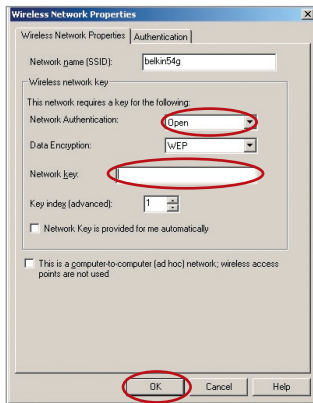 Wireless Network Properties
Wireless Network Properties Authentication
Network name (SSID): belkin54g
Wireless network key
This network requires a key for the following:
Network Authentication: Open
Data Encryption: WEP
Network key:
Key index (advanced): 1
Network Key is provided for me automatically
This is a computer-to-computer (ad hoc) network; wireless access
points are not used
OK Cancel Help